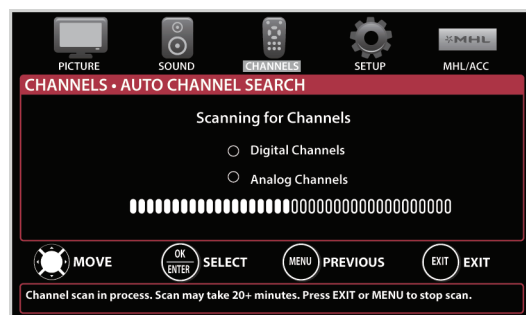 MHL
PICTURE SOUND CHANNELS SETUP MHL/ACC
CHANNELS • AUTO CHANNEL SEARCH
Scanning for Channels
Digital Channels
Analog Channels
MOVE OK ENTER SELECT MENU PREVIOUS EXIT EXIT
Channel scan in process. Scan may take 20+ minutes. Press EXIT or MENU to stop scan.